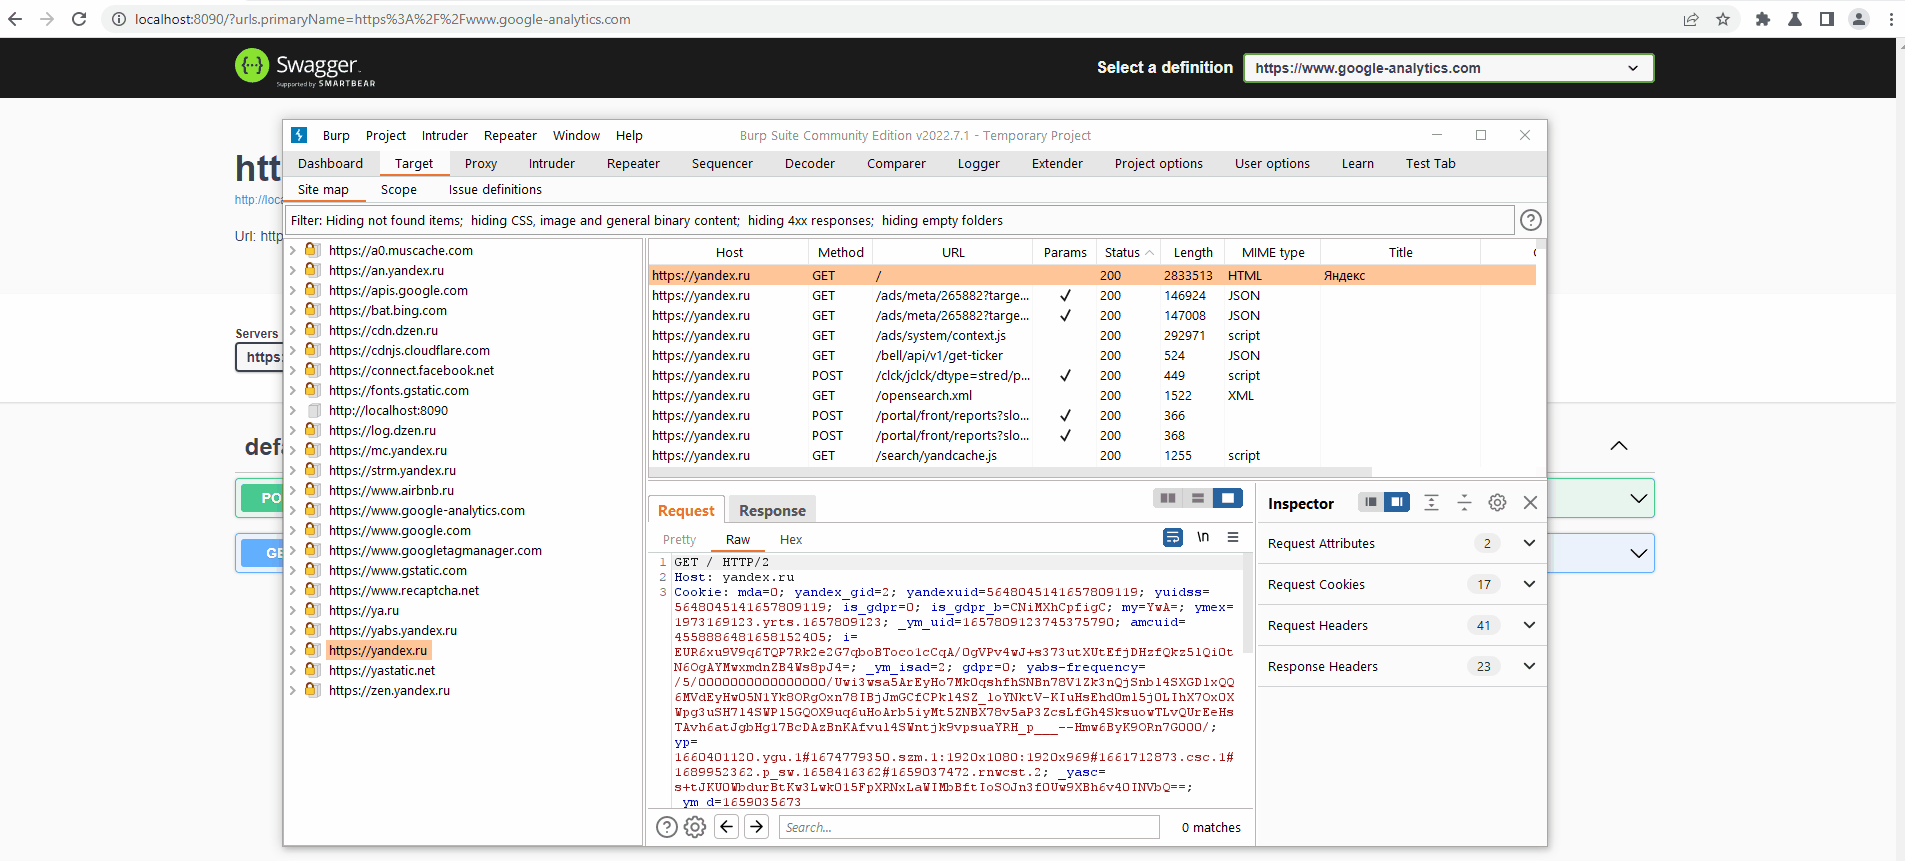 localhost:8090/?urls.primaryName=https%3A%2F%2Fwww.google-analytics.com
Swagger
Supported by SMARTBEAR
Select a definition
https://www.google-analytics.com
htt
http://loca
Url: http
Servers
https:
defa
PO
GE
Burp Project Intruder Repeater Window Help
Burp Suite Community Edition v2022.7.1 - Temporary Project
Dashboard Target Proxy Intruder Repeater Sequencer Decoder Comparer Logger Extender Project options User options Learn Test Tab
Site map Scope Issue definitions
Filter: Hiding not found items; hiding CSS, image and general binary content; hiding 4xx responses; hiding empty folders
https://a0.muscache.com
https://an.yandex.ru
https://apis.google.com
https://bat.bing.com
https://cdn.dzen.ru
https://cdnjs.cloudflare.com
https://connect.facebook.net
https://fonts.gstatic.com
http://localhost:8090
https://log.dzen.ru
https://mc.yandex.ru
https://strm.yandex.ru
https://www.airbnb.ru
https://www.google-analytics.com
https://www.google.com
https://www.googletagmanager.com
https://www.gstatic.com
https://www.recaptcha.net
https://ya.ru
https://yabs.yandex.ru
https://yandex.ru
https://yastatic.net
https://zen.yandex.ru
Host Method URL Params Status Length MIME type Title
https://yandex.ru GET / 200 2833513 HTML Яндекс
https://yandex.ru GET /ads/meta/265882?targe... ✓ 200 146924 JSON
https://yandex.ru GET /ads/meta/265882?targe... ✓ 200 147008 JSON
https://yandex.ru GET /ads/system/context.js 200 292971 script
https://yandex.ru GET /bell/api/v1/get-ticker 200 524 JSON
https://yandex.ru POST /clck/jclck/dtype=stred/p... ✓ 200 449 script
https://yandex.ru GET /opensearch.xml 200 1522 XML
https://yandex.ru POST /portal/front/reports?slo... ✓ 200 366
https://yandex.ru POST /portal/front/reports?slo... ✓ 200 368
https://yandex.ru GET /search/yandcache.js 200 1255 script
Request Response
Pretty Raw Hex
\n
1 GET / HTTP/2
2 Host: yandex.ru
3 Cookie: mda=0; yandex_gid=2; yandexuid=5648045141657809119; yuidss=
5648045141657809119; is_gdpr=0; is_gdpr_b=CNiMXhCpfigC; my=YwA=; ymex=
1973169123.yrts.1657809123; _ym_uid=1657809123745375790; amcuid=
4558886481658152405; i=
_ym_isad=2; gdpr=0; yabs-frequency=
yp=
1660401120.ygu.1#1674779350.szm.1:1920x1080:1920x969#1661712873.csc.1#
1689952362.p_sw.1658416362#1659037472.rnwcst.2; _yasc=
_ym_d=1659035673
Search...
0 matches
Inspector
Request Attributes 2
Request Cookies 17
Request Headers 41
Response Headers 23